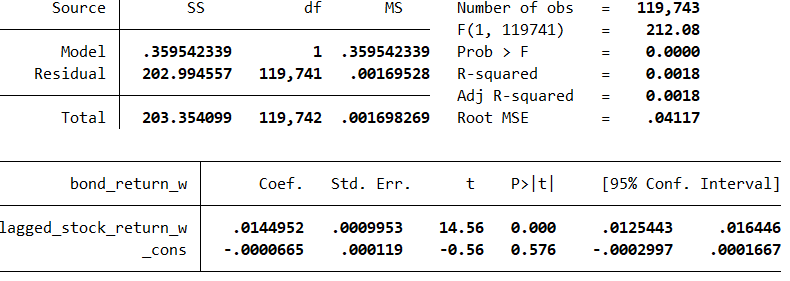 Source SS df MS Number of obs = 119,743
F(1, 119741) = 212.08
Model .359542339 1 .359542339 Prob > F = 0.0000
Residual 202.994557 119,741 .00169528 R-squared = 0.0018
Adj R-squared = 0.0018
Total 203.354099 119,742 .001698269 Root MSE = .04117
bond_return_w Coef. Std. Err. t P>|t| [95% Conf. Interval]
lagged_stock_return_w .0144952 .0009953 14.56 0.000 .0125443 .016446
_cons -.0000665 .000119 -0.56 0.576 -.0002997 .0001667